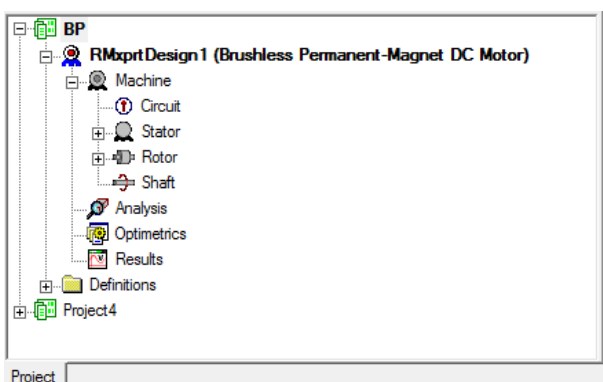 BP
RMxprtDesign1 (Brushless Permanent-Magnet DC Motor)
Machine
Circuit
Stator
Rotor
Shaft
Analysis
Optimetrics
Results
Definitions
Project4
Project